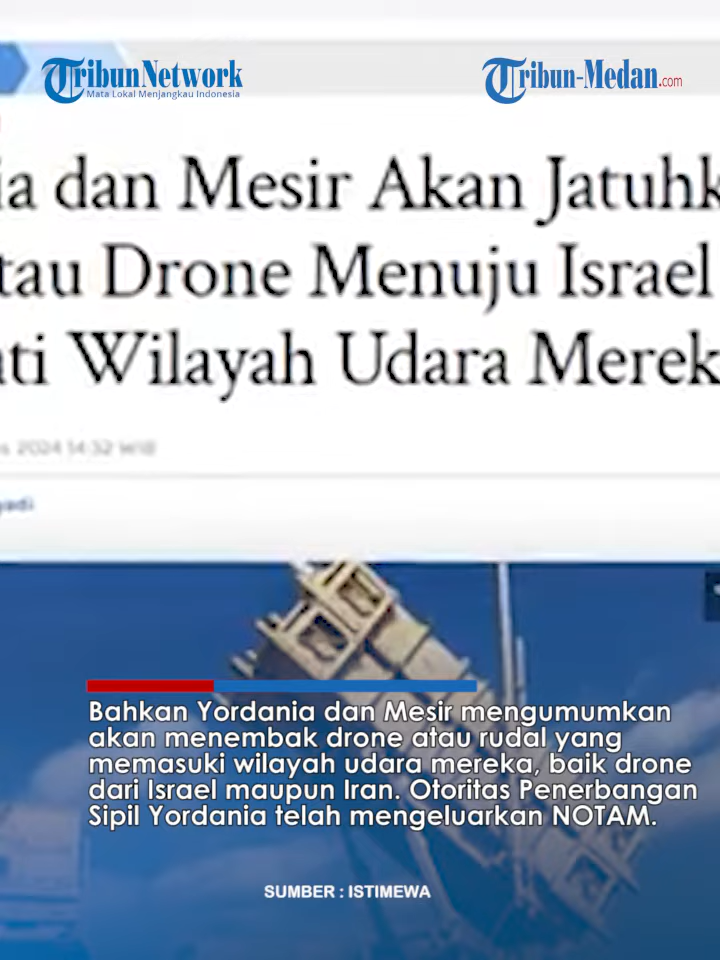 TribunNetwork
Mata Lokal Menjangkau Indonesia
Tribun-Medan.com
ia dan Mesir Akan Jatuhk
tau Drone Menuju Israel
ti Wilayah Udara Merek
s 2024 14:32 WIB
yadi
Bahkan Yordania dan Mesir mengumumkan
akan menembak drone atau rudal yang
memasuki wilayah udara mereka, baik drone
dari Israel maupun Iran. Otoritas Penerbangan
Sipil Yordania telah mengeluarkan NOTAM.
SUMBER : ISTIMEWA